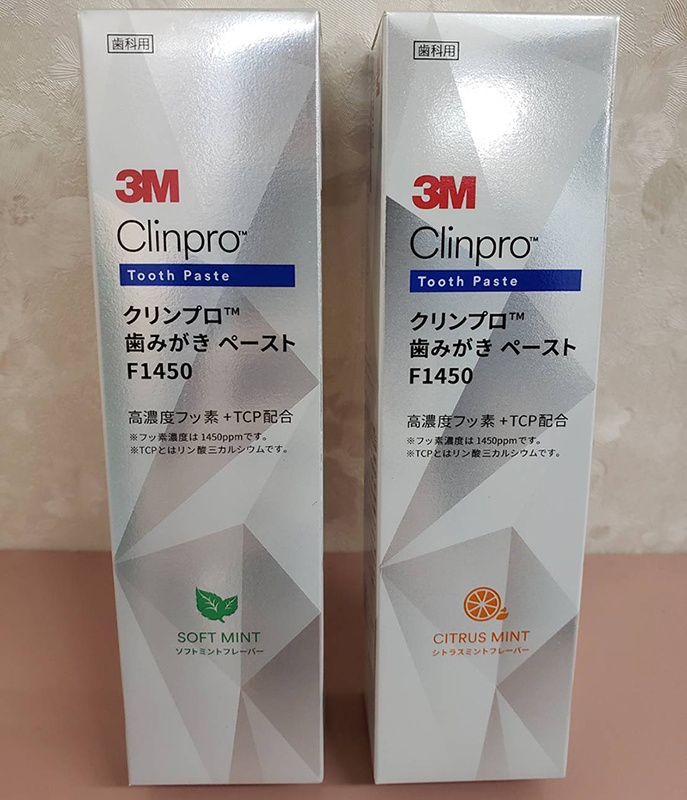 歯科用
3M
Clinpro™
Tooth Paste
クリンプロ™
歯みがき ペースト
F1450
高濃度フッ素 +TCP配合
※フッ素濃度は 1450ppmです。
※TCPとはリン酸三カルシウムです。
SOFT MINT
ソフトミントフレーバー
歯科用
3M
Clinpro™
Tooth Paste
クリンプロ™
歯みがき ペースト
F1450
高濃度フッ素 +TCP配合
※フッ素濃度は 1450ppmです。
※TCPとはリン酸三カルシウムです。
CITRUS MINT
シトラスミントフレーバー